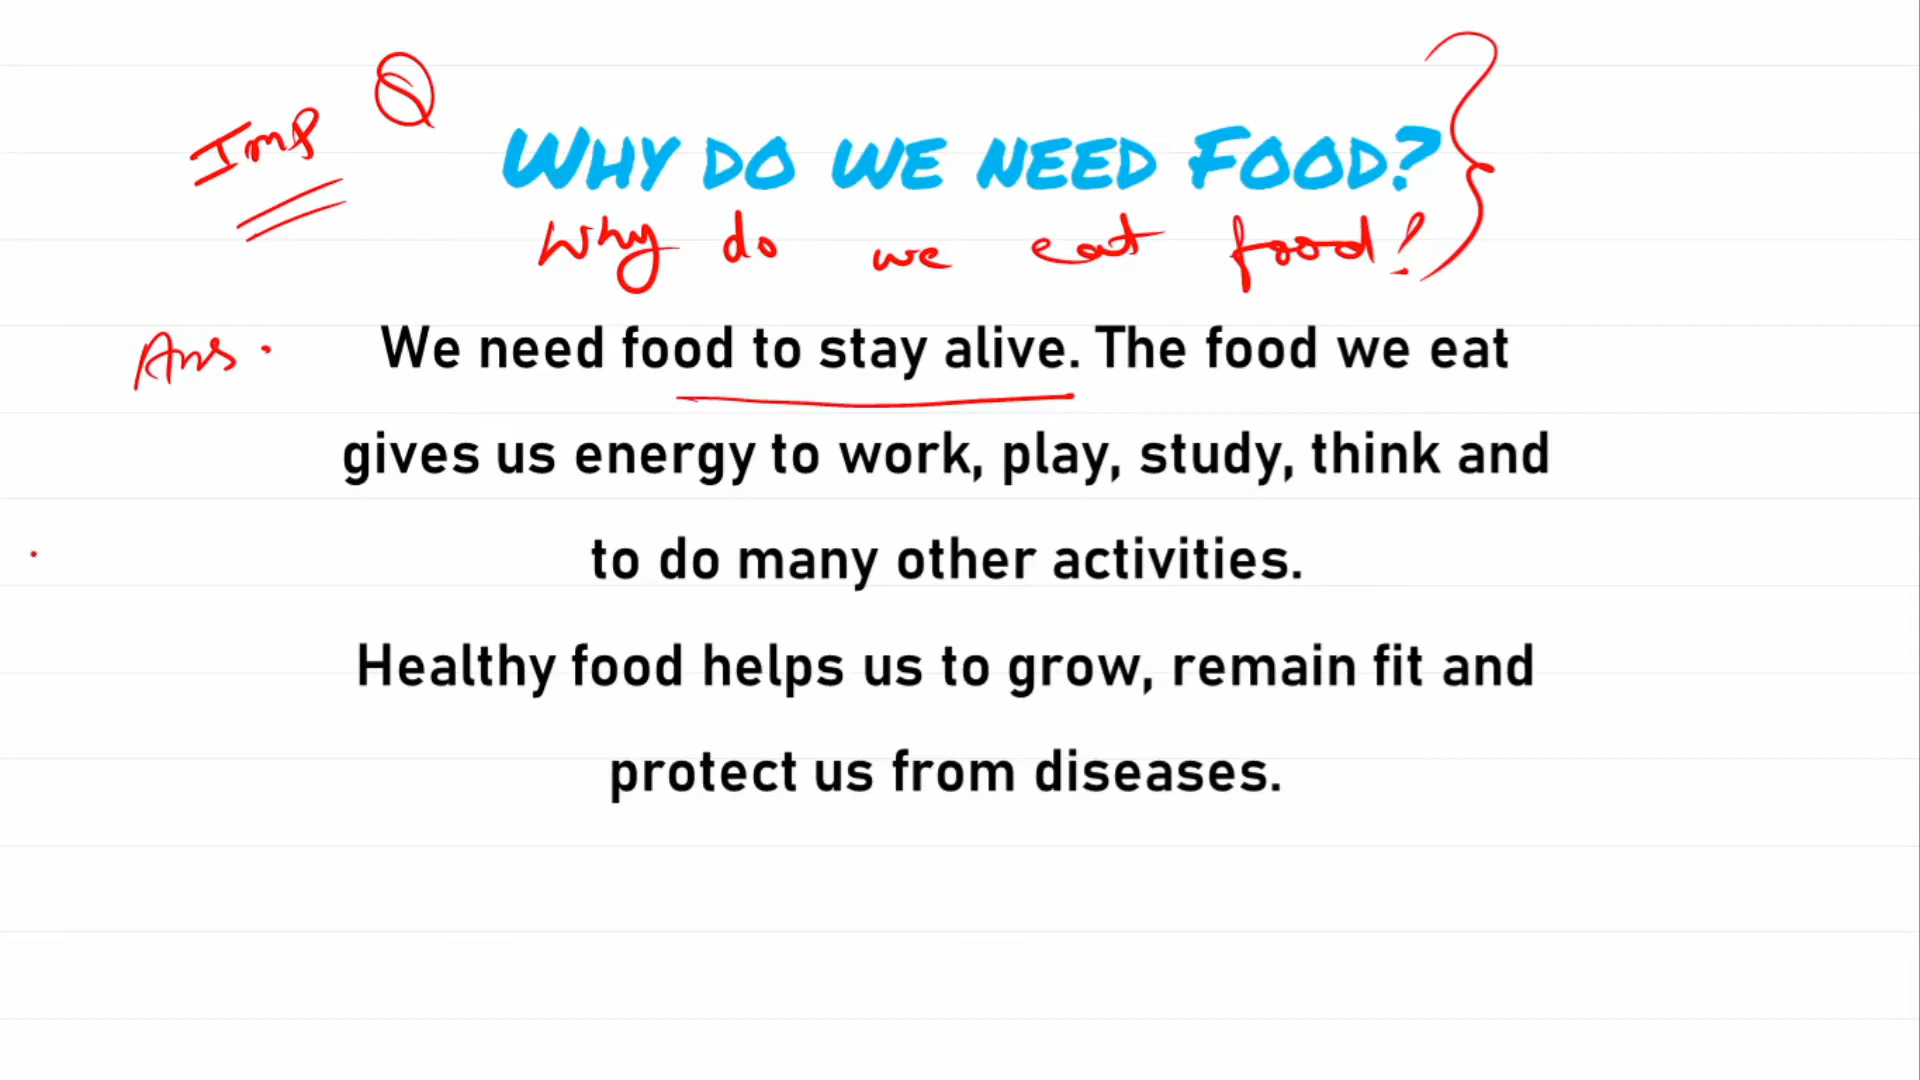 Imp Q
WHY DO WE NEED FOOD?
Why do we eat food?
Ans. We need food to stay alive. The food we eat
gives us energy to work, play, study, think and
to do many other activities.
Healthy food helps us to grow, remain fit and
protect us from diseases.